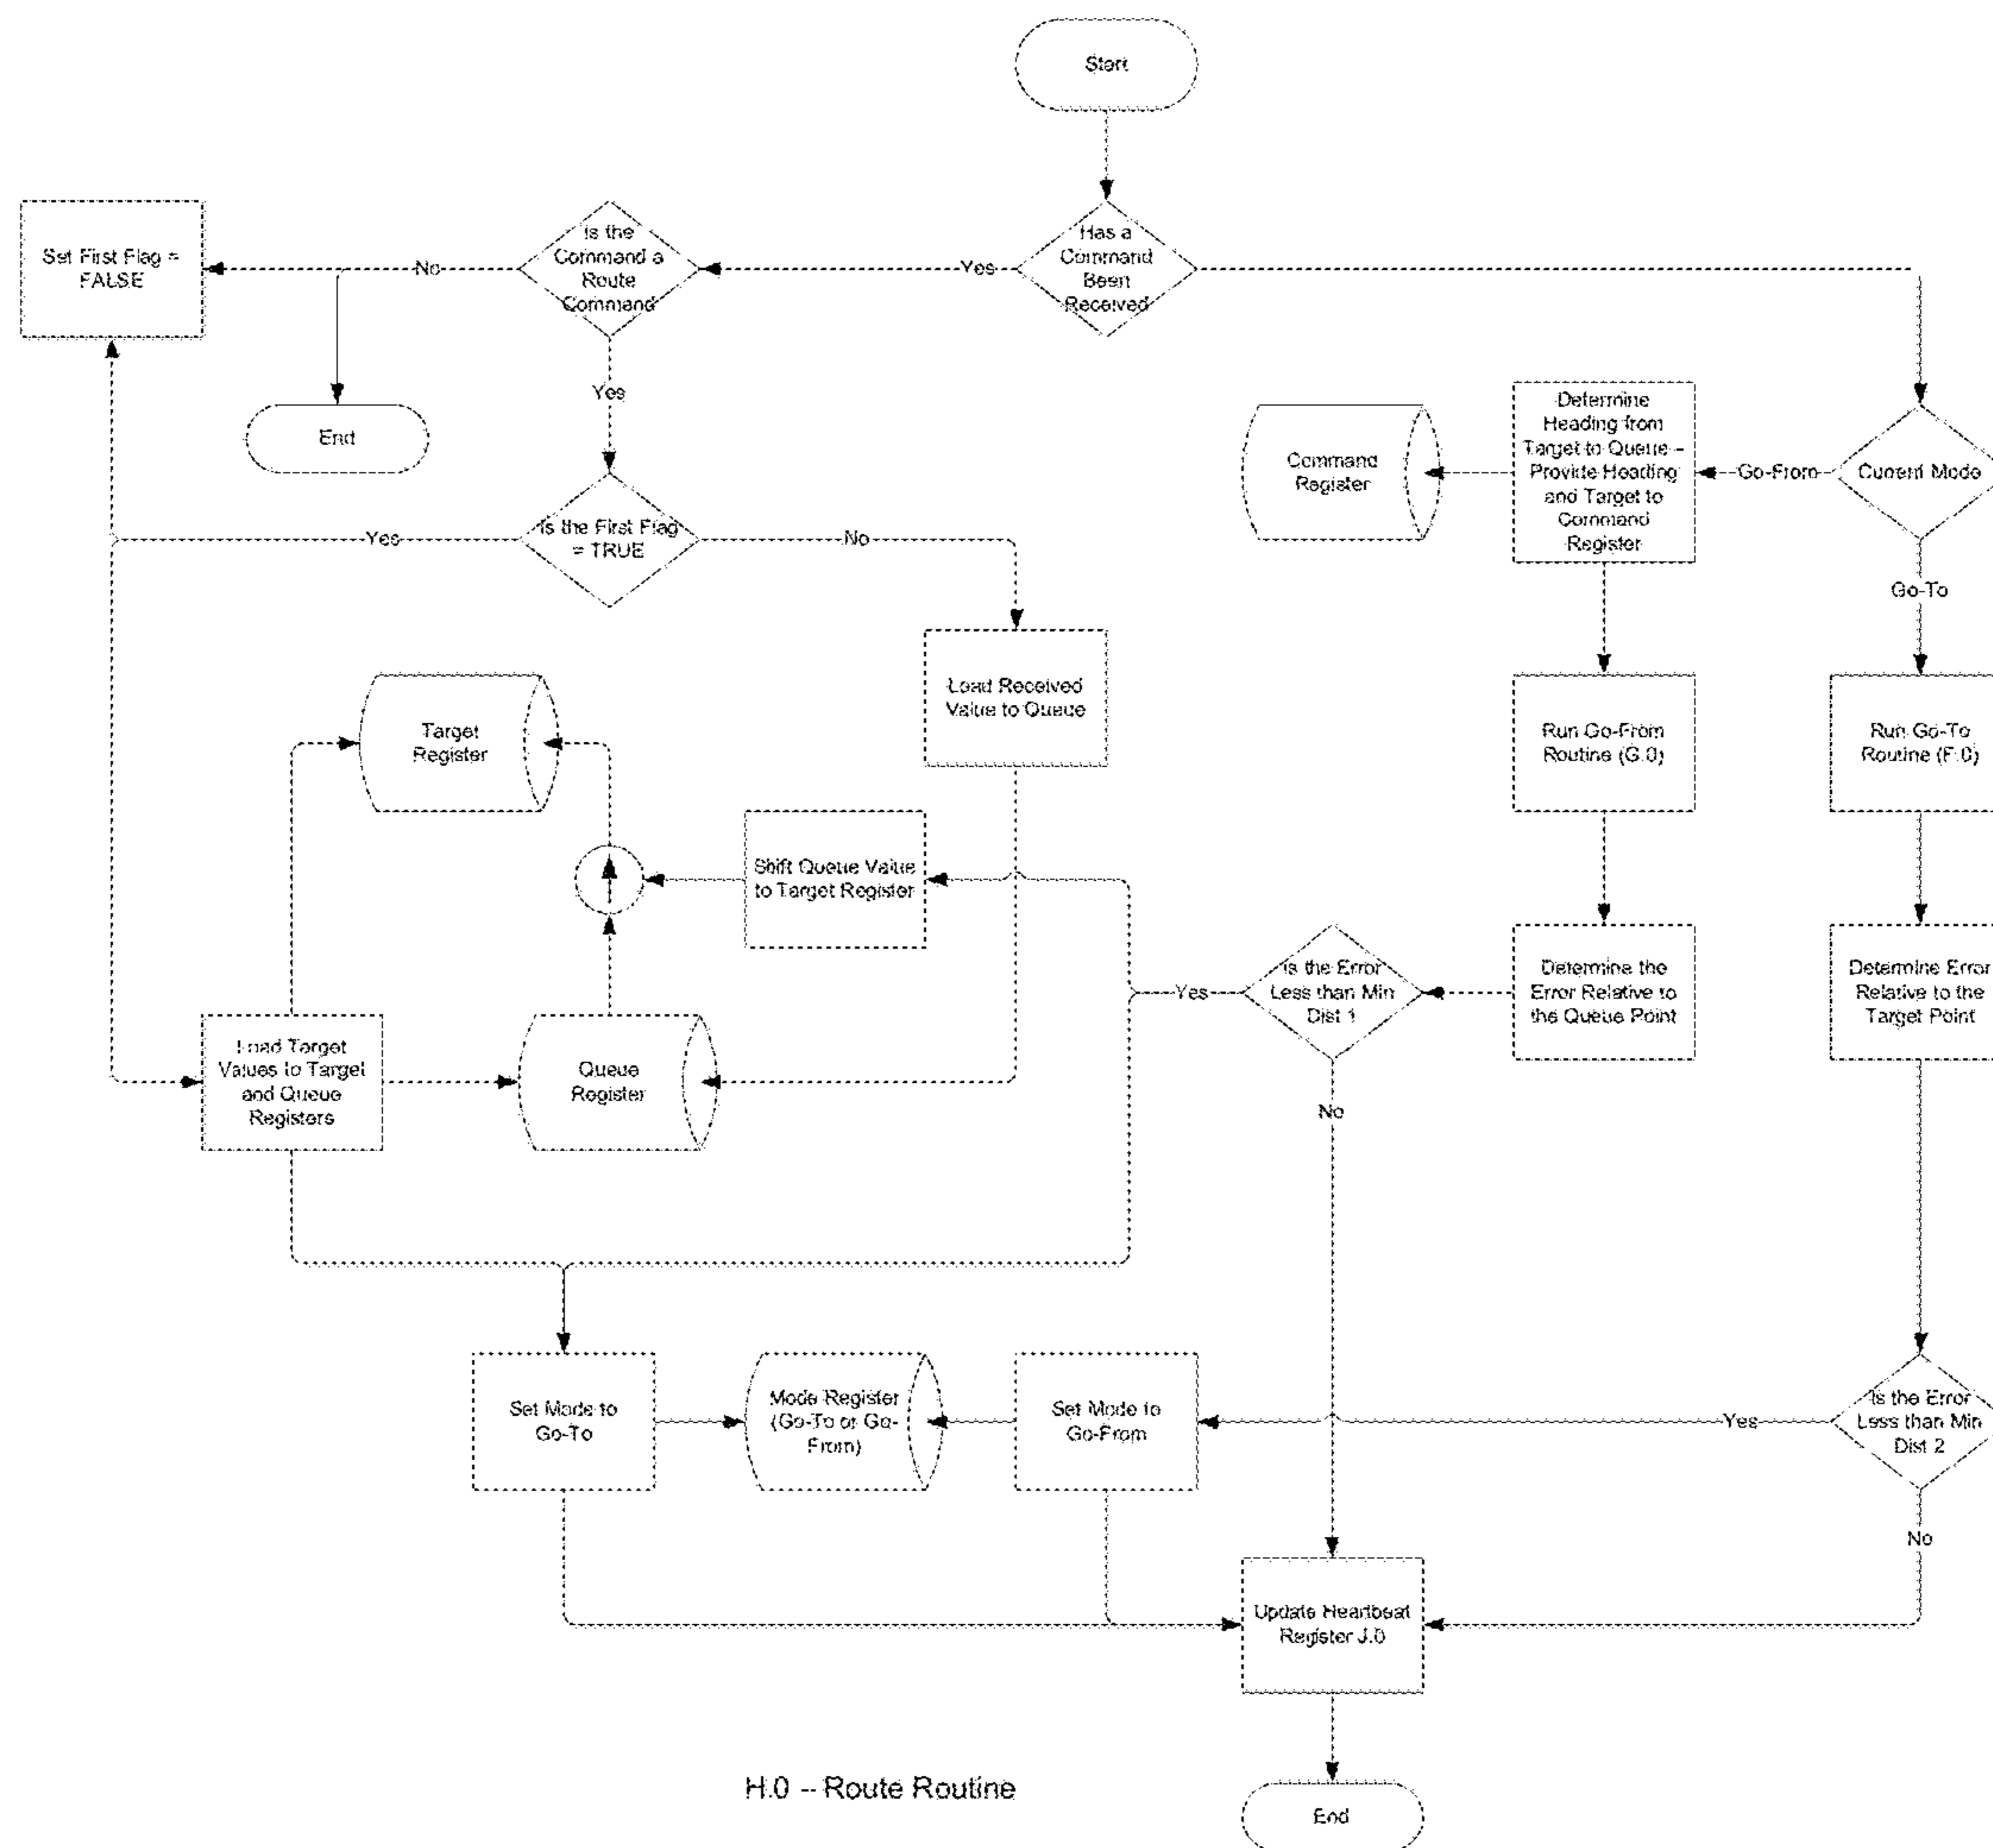 Start
Set First Flag =
FALSE
No
Is the
Command a
Route
Command
Yes
Has a
Command
Been
Received
End
Yes
Command
Register
Determine
Heading from
Target to Queue –
Provide Heading
and Target to
Command
Register
Go-From
Current Mode
Yes
Is the First Flag
= TRUE
No
Go-To
Load Received
Value to Queue
Target
Register
Run Go-From
Routine (G.0)
Run Go-To
Routine (F.0)
Shift Queue Value
to Target Register
Load Target
Values to Target
and Queue
Registers
Queue
Register
Yes
Is the Error
Less than Min
Dist 1
Determine the
Error Relative to
the Queue Point
Determine Error
Relative to the
Target Point
No
Set Mode to
Go-To
Mode Register
(Go-To or Go-
From)
Set Mode to
Go-From
Yes
Is the Error
Less than Min
Dist 2
No
Update Heartbeat
Register J.0
H.0 -- Route Routine
End